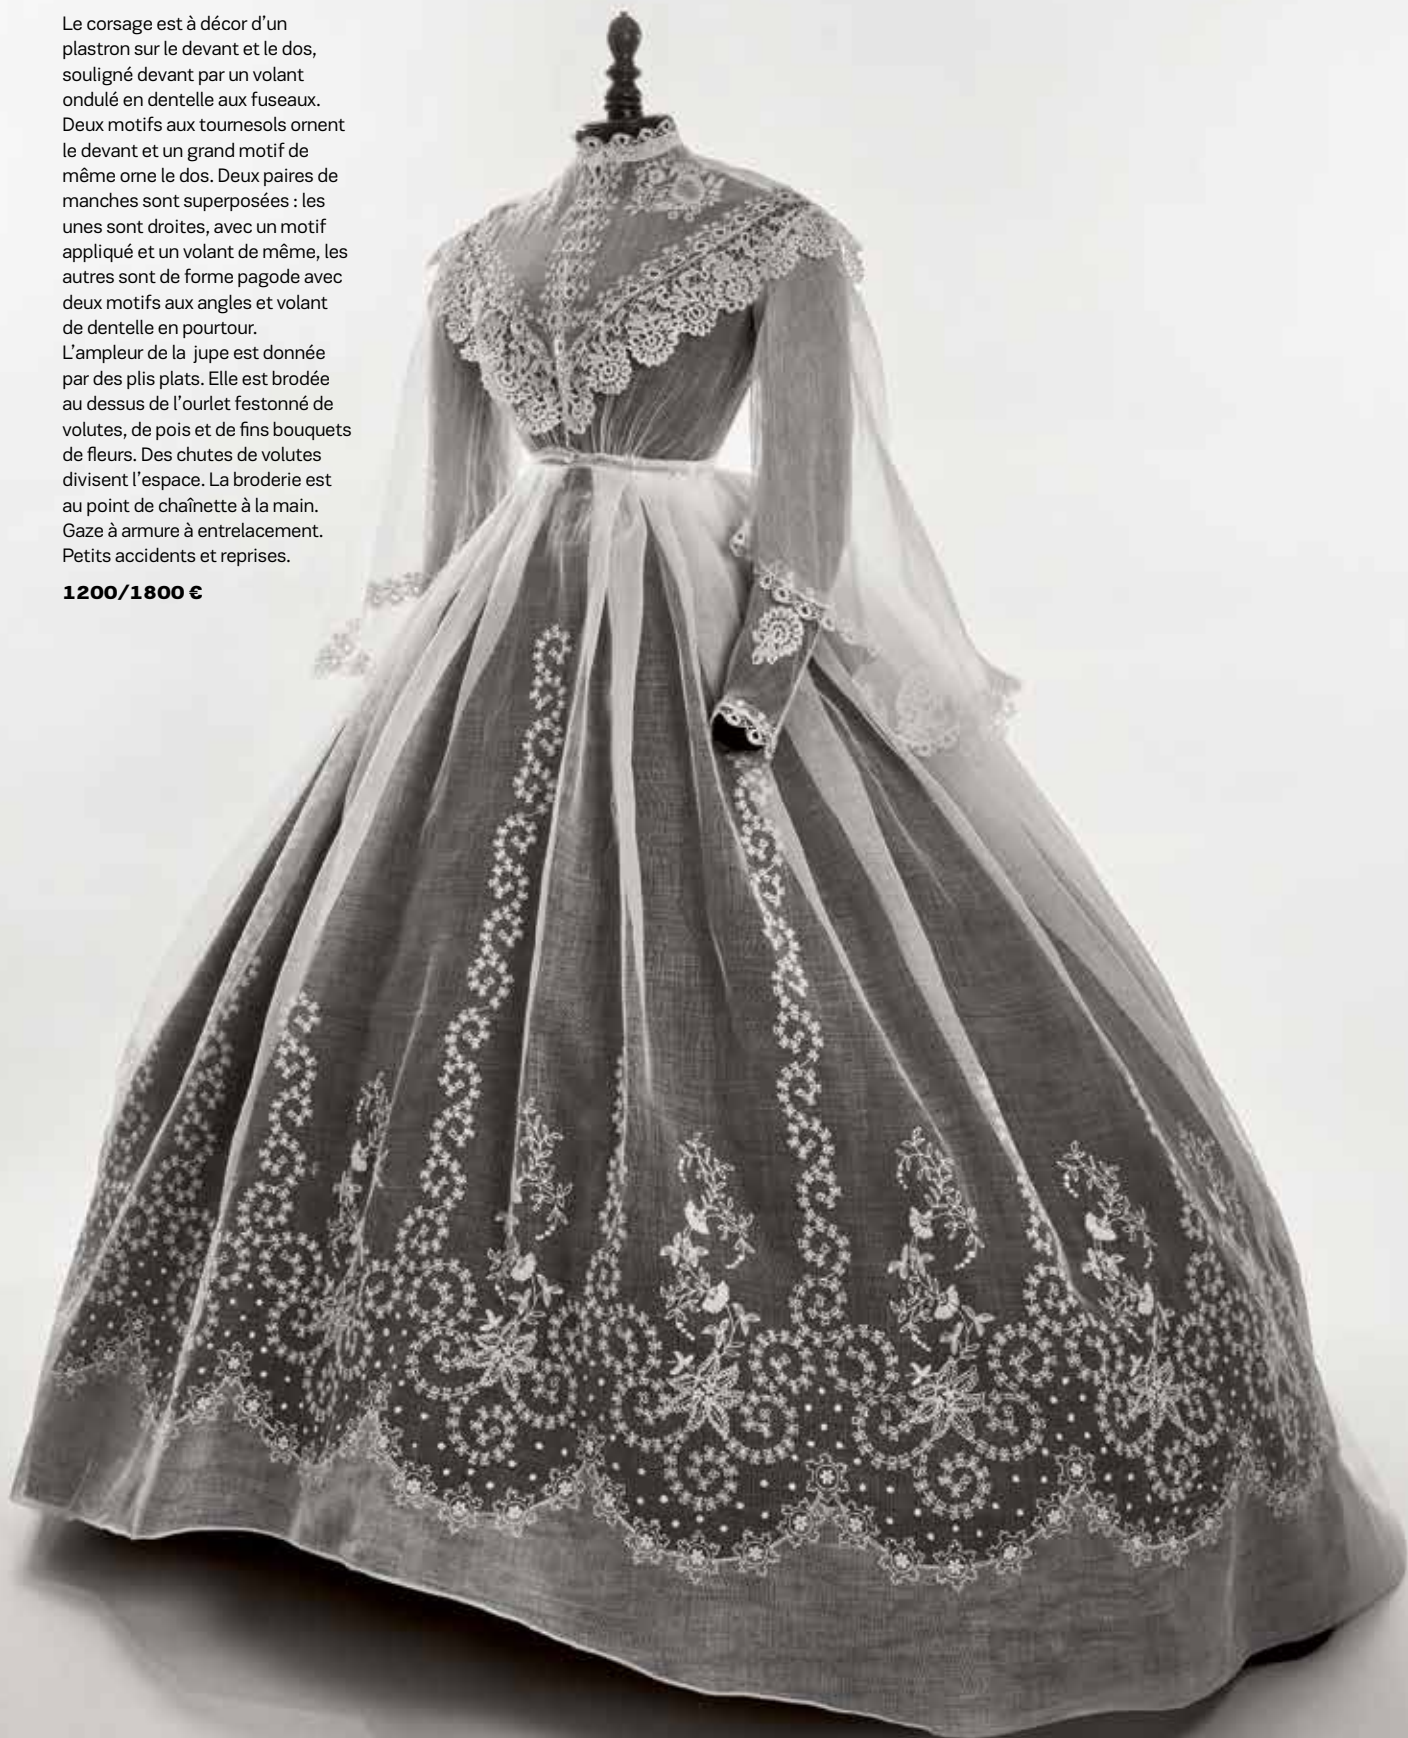 Le corsage est à décor d’un
plastron sur le devant et le dos,
souligné devant par un volant
ondulé en dentelle aux fuseaux.
Deux motifs aux tournesols ornent
le devant et un grand motif de
même orne le dos. Deux paires de
manches sont superposées : les
unes sont droites, avec un motif
appliqué et un volant de même, les
autres sont de forme pagode avec
deux motifs aux angles et volant
de dentelle en pourtour.
L’ampleur de la jupe est donnée
par des plis plats. Elle est brodée
au dessus de l’ourlet festonné de
volutes, de pois et de fins bouquets
de fleurs. Des chutes de volutes
divisent l’espace. La broderie est
au point de chaînette à la main.
Gaze à armure à entrelacement.
Petits accidents et reprises.
1200/1800 €